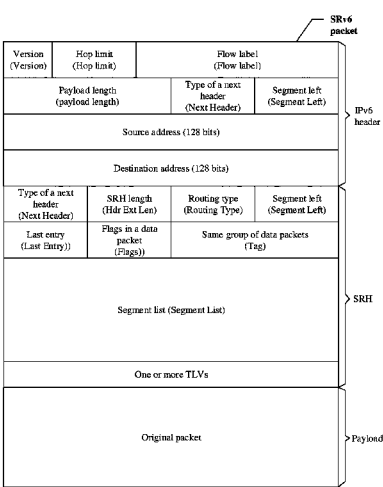 SRv6
packet
Version
(Version)
Hop limit
(Hop limit)
Flow label
(Flow label)
Payload length
(payload length)
Type of a next
header
(Next Header)
Segment left
(Segment Left)
IPv6
header
Source address (128 bits)
Destination address (128 bits)
Type of a next
header
(Next Header)
SRH length
(Hdr Ext Len)
Routing type
(Routing Type)
Segment left
(Segment Left)
Last entry
(Last Entry))
Flags in a data
packet
(Flags))
Same group of data packets
(Tag)
Segment list (Segment List)
SRH
One or more TLVs
Original packet
Payload